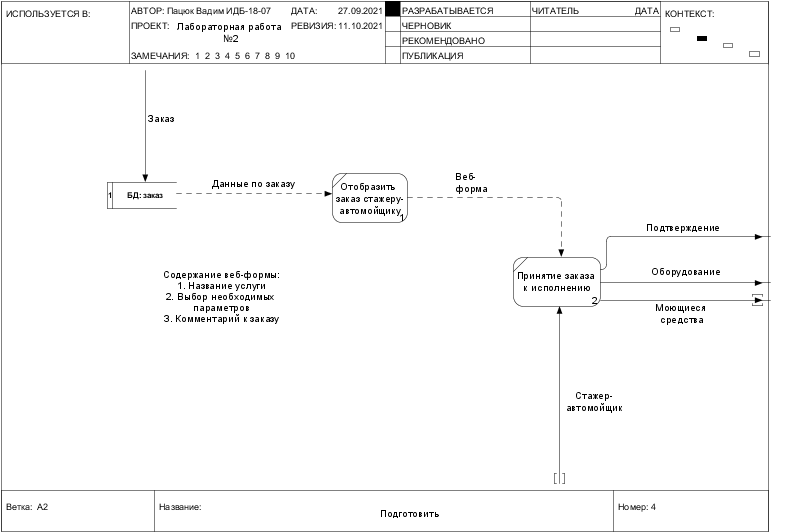 ИСПОЛЬЗУЕТСЯ В:
АВТОР: Пацюк Вадим ИДБ-18-07
ДАТА: 27.09.2021
РАЗРАБАТЫВАЕТСЯ
ЧИТАТЕЛЬ
ДАТА
КОНТЕКСТ:
ПРОЕКТ: Лабораторная работа
№2
РЕВИЗИЯ: 11.10.2021
ЧЕРНОВИК
РЕКОМЕНДОВАНО
ЗАМЕЧАНИЯ: 1 2 3 4 5 6 7 8 9 10
ПУБЛИКАЦИЯ
Заказ
1
БД: заказ
Данные по заказу
Отобразить
заказ стажеру-
автомойщику
1
Веб-
форма
Принятие заказа
к исполнению
2
Подтверждение
Оборудование
Моющиеся
средства
Содержание веб-формы:
1. Название услуги
2. Выбор необходимых
параметров
3. Комментарий к заказу
Стажер-
автомойщик
Ветка: A2
Название:
Подготовить
Номер: 4